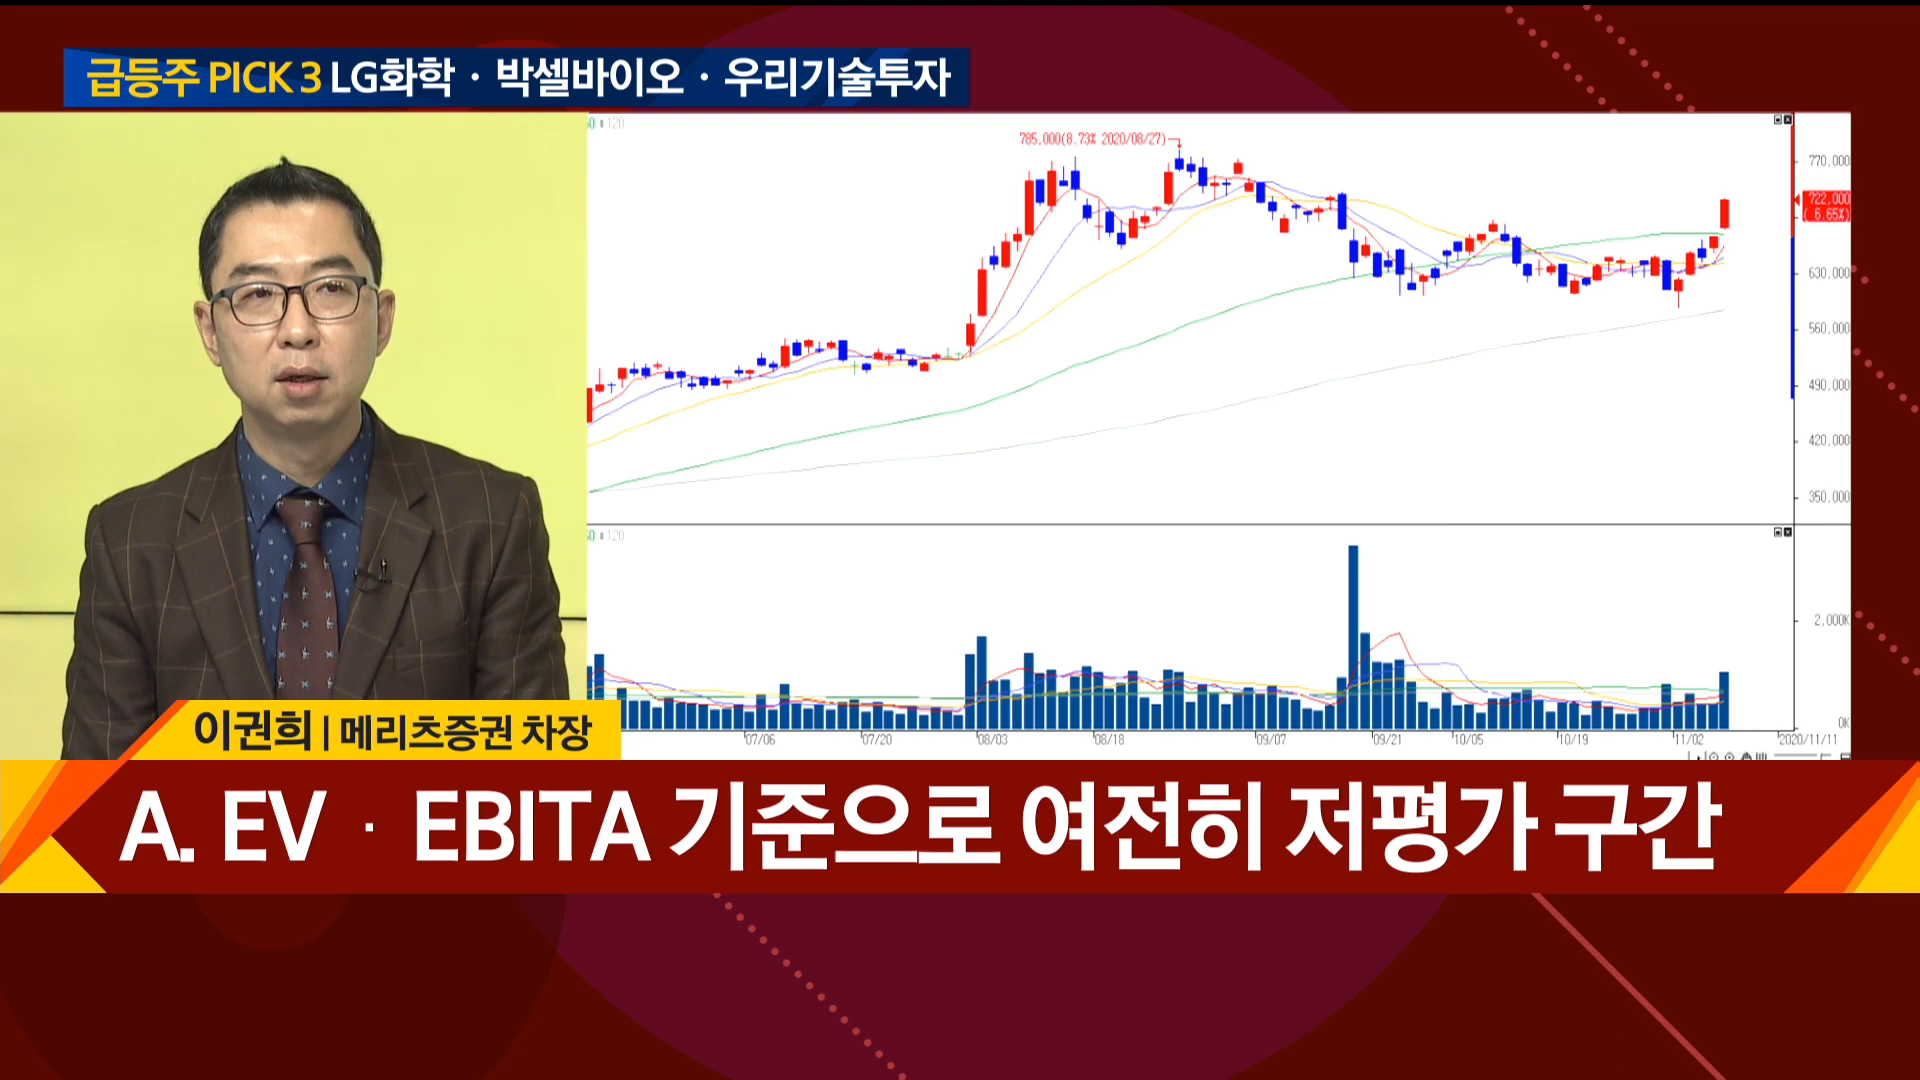 급등주 PICK 3 LG화학 · 박셀바이오 · 우리기술투자
120
785,000(8.73% 2020/08/27)
770,000
722,000
6.65%
630,000
560,000
490,000
420,000
350,000
120
2,000K
0K
07/06 07/20 08/03 08/18 09/07 09/21 10/05 10/19 11/02 2020/11/11
이권희 | 메리츠증권 차장
A. EV · EBITA 기준으로 여전히 저평가 구간